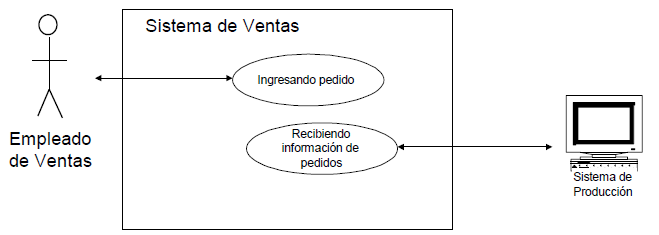 Sistema de Ventas
Ingresando pedido
Recibiendo
información de
pedidos
Empleado
de Ventas
Sistema de
Producción